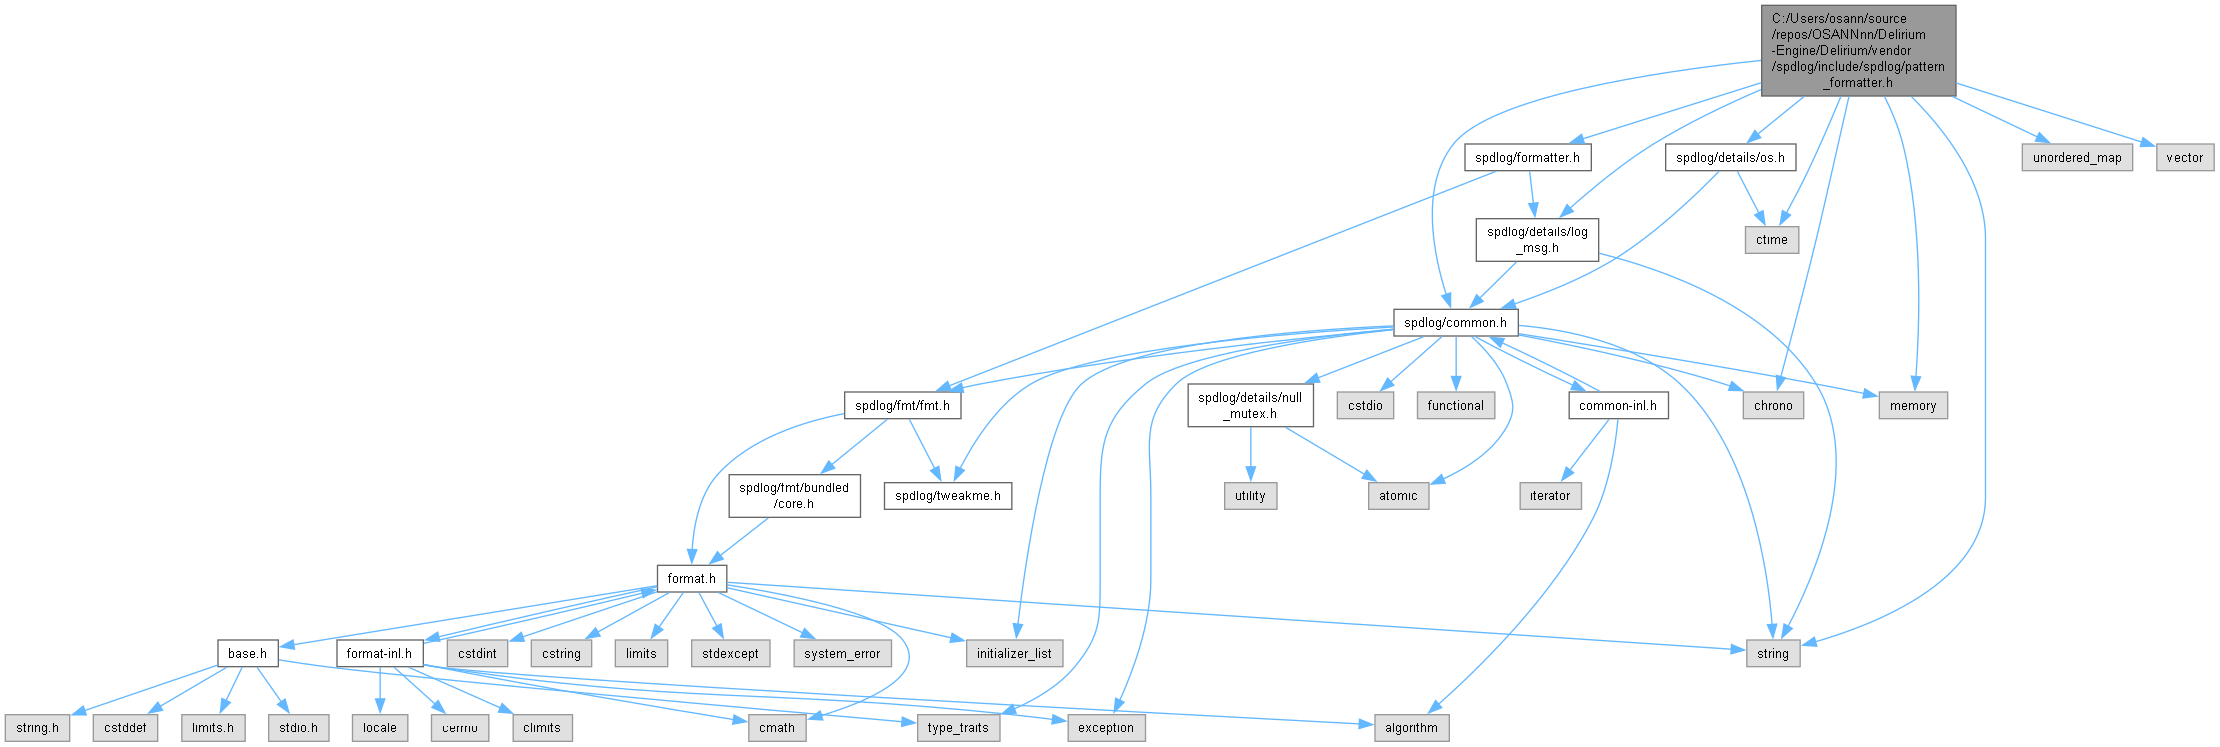 C:/Users/osann/source
/repos/OSANNnn/Delirium
-Engine/Delirium/vendor
/spdlog/include/spdlog/pattern
_formatter.h
spdlog/formatter.h
spdlog/details/os.h
unordered_map
vector
spdlog/details/log
_msg.h
ctime
spdlog/common.h
spdlog/fmt/fmt.h
spdlog/details/null
_mutex.h
cstdio
functional
common-inl.h
chrono
memory
spdlog/fmt/bundled
/core.h
spdlog/tweakme.h
utility
atomic
iterator
format.h
base.h
format-inl.h
cstdint
cstring
limits
stdexcept
system_error
initializer_list
string
string.h
cstddef
limits.h
stdio.h
locale
climits
cmath
type_traits
exception
algorithm